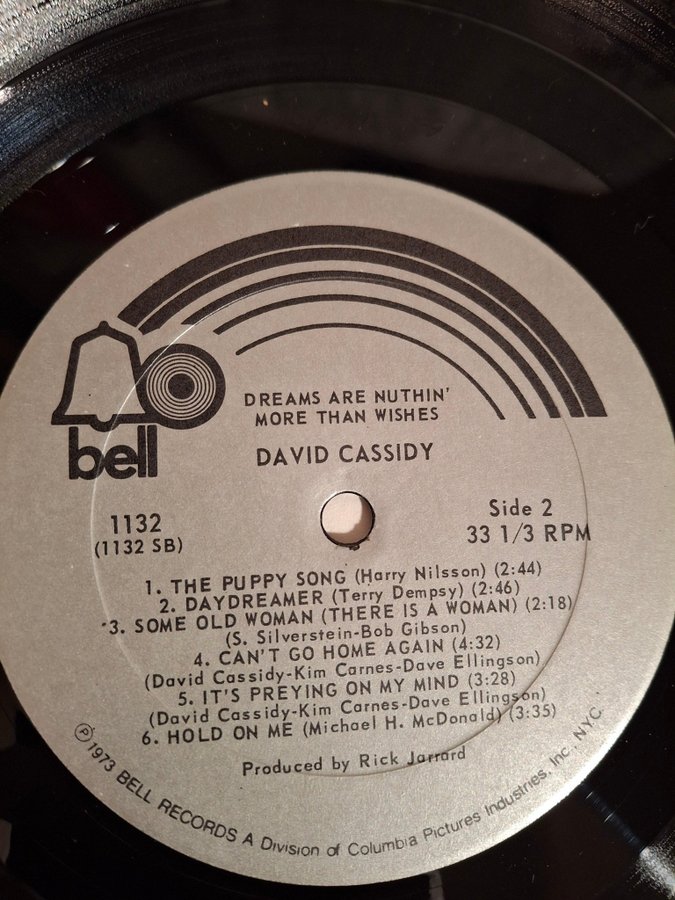 bell
DREAMS ARE NUTHIN'
MORE THAN WISHES
DAVID CASSIDY
1132
(1132 SB)
Side 2
33 1/3 RPM
1. THE PUPPY SONG (Harry Nilsson) (2:44)
2. DAYDREAMER (Terry Dempsy) (2:46)
3. SOME OLD WOMAN (THERE IS A WOMAN) (2:18)
(S. Silverstein-Bob Gibson)
4. CAN'T GO HOME AGAIN (4:32)
(David Cassidy-Kim Carnes-Dave Ellingson)
5. IT'S PREYING ON MY MIND (3:28)
(David Cassidy-Kim Carnes-Dave Ellingson)
6. HOLD ON ME (Michael H. McDonald) (3:35)
Produced by Rick Jarrard
Ⓟ1973 BELL RECORDS A Division of Columbia Pictures Industries, Inc., N.Y.C.